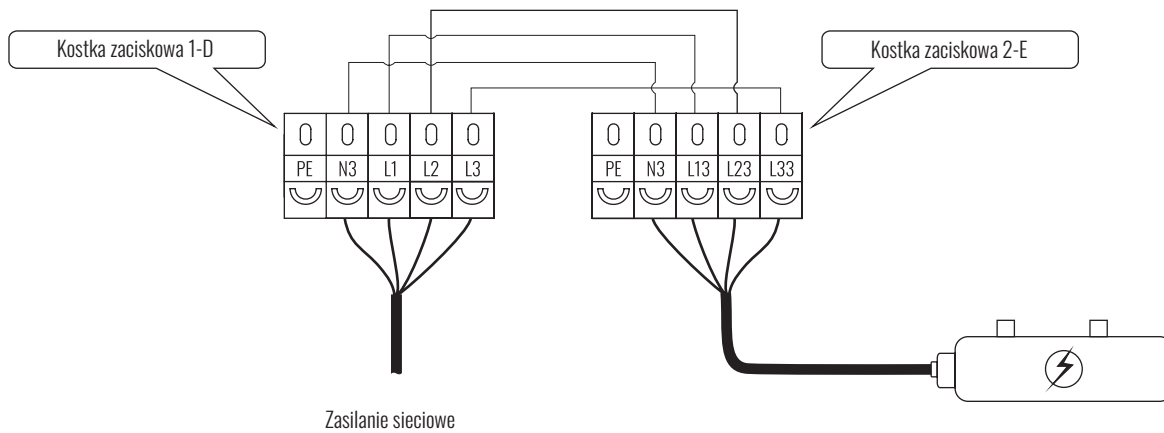 Kostka zaciskowa 1-D
Kostka zaciskowa 2-E
PE N3 L1 L2 L3
PE N3 L13 L23 L33
Zasilanie sieciowe